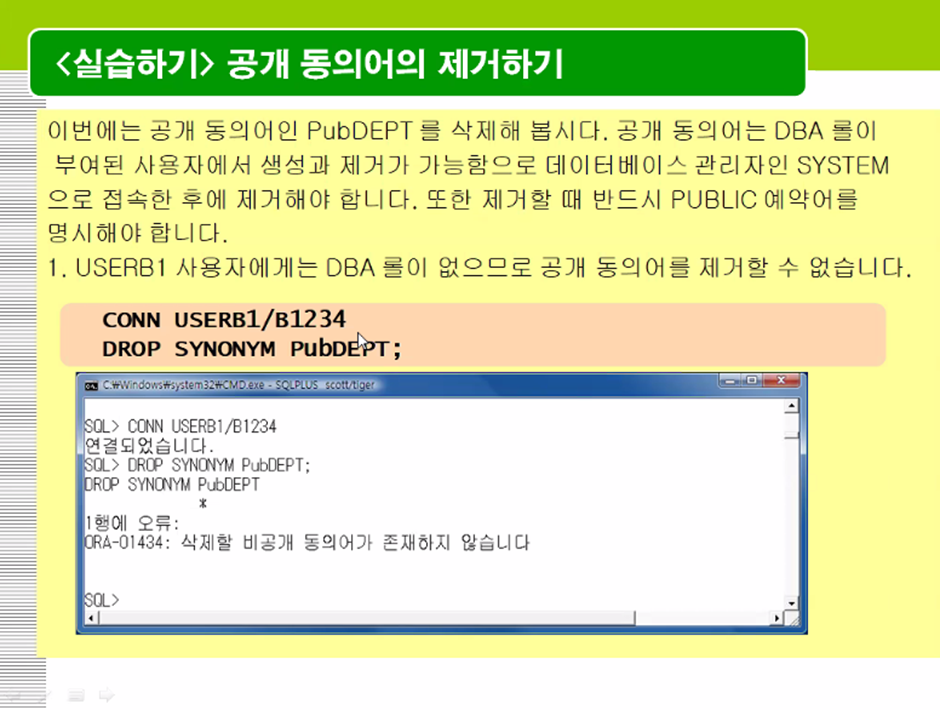 <실습하기> 공개 동의어의 제거하기
이번에는 공개 동의어인 PubDEPT 를 삭제해 봅시다. 공개 동의어는 DBA 롤이
부여된 사용자에서 생성과 제거가 가능함으로 데이터베이스 관리자인 SYSTEM
으로 접속한 후에 제거해야 합니다. 또한 제거할 때 반드시 PUBLIC 예약어를
명시해야 합니다.
1. USERB1 사용자에게는 DBA 롤이 없으므로 공개 동의어를 제거할 수 없습니다.
CONN USERB1/B1234
DROP SYNONYM PubDEPT;
C:₩Windows₩system32₩CMD.exe - SQLPLUS scott/tiger
SQL> CONN USERB1/B1234
연결되었습니다.
SQL> DROP SYNONYM PubDEPT;
DROP SYNONYM PubDEPT
*
1행에 오류:
ORA-01434: 삭제할 비공개 동의어가 존재하지 않습니다
SQL>